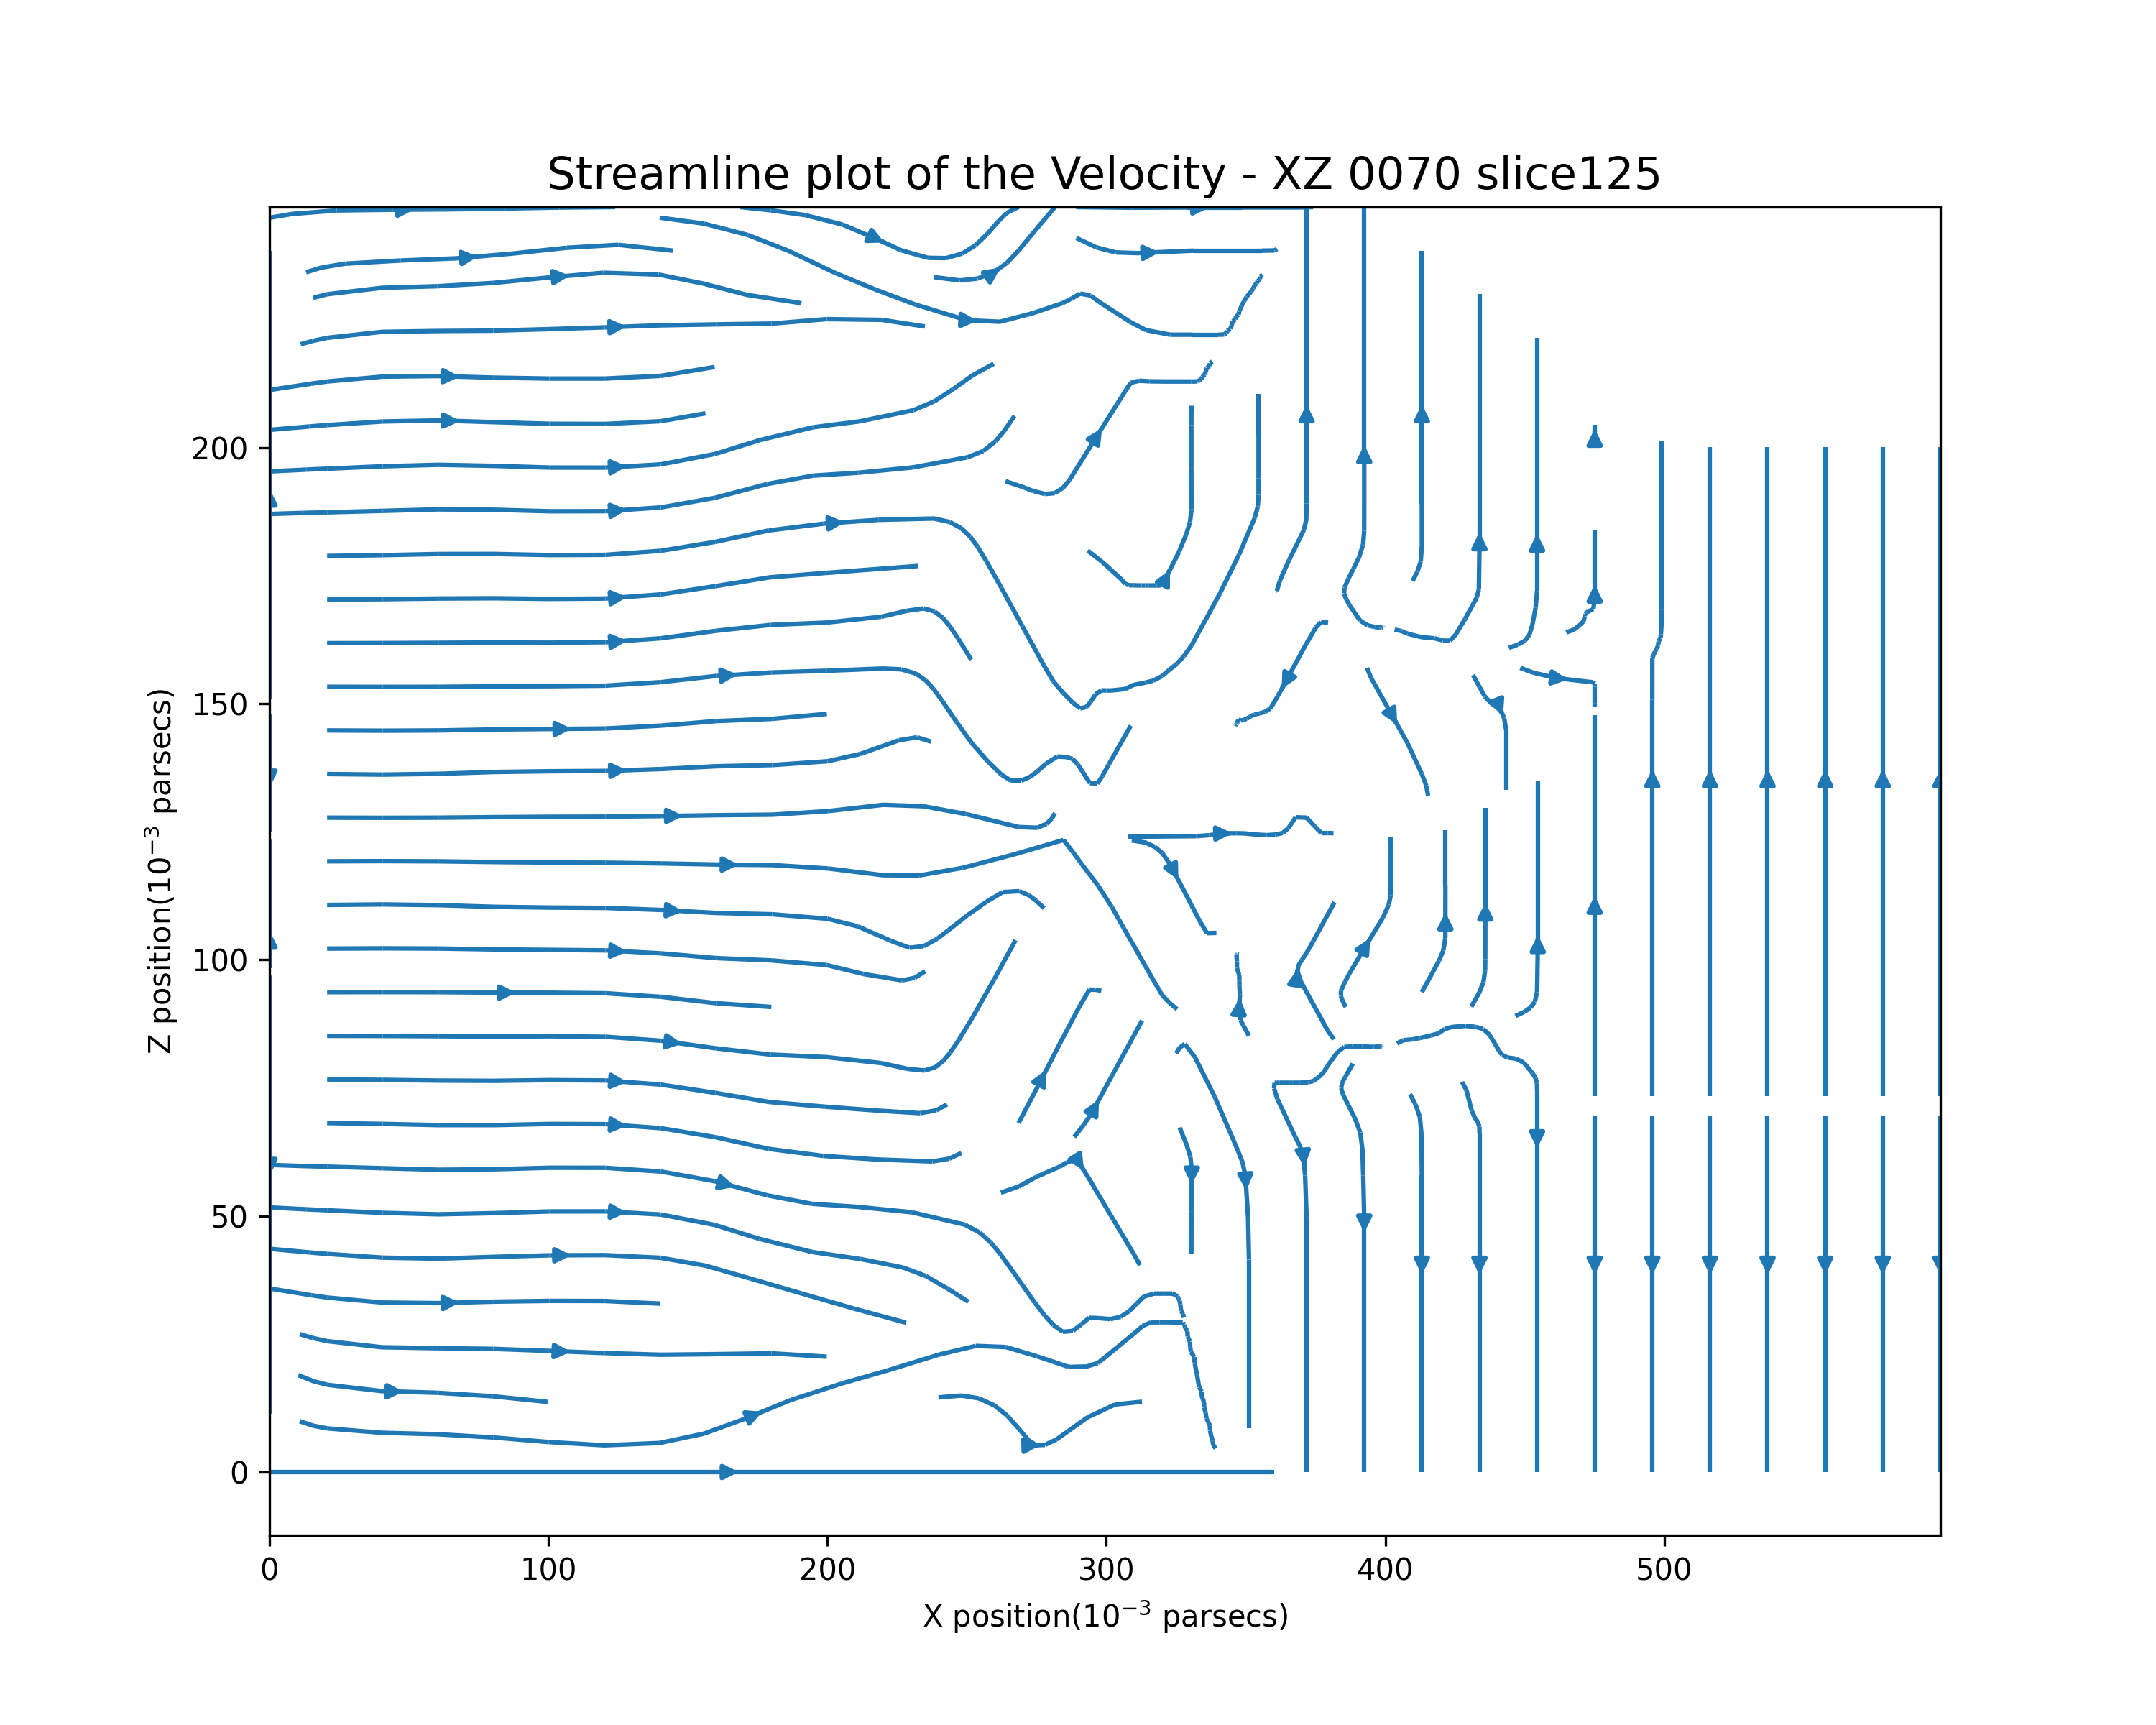 Streamline plot of the Velocity - XZ 0070 slice125
Z position(10⁻³ parsecs)
200
150
100
50
0
0 100 200 300 400 500
X position(10⁻³ parsecs)